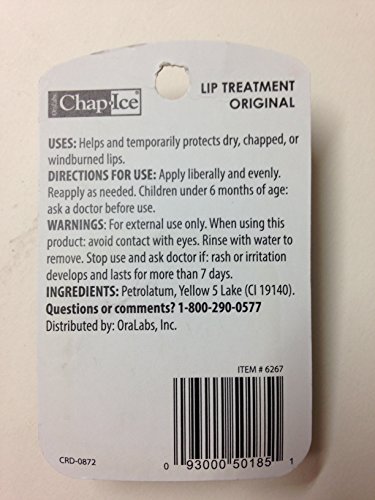 OraLabs Chap·Ice®
LIP TREATMENT
ORIGINAL
USES: Helps and temporarily protects dry, chapped, or
windburned lips.
DIRECTIONS FOR USE: Apply liberally and evenly.
Reapply as needed. Children under 6 months of age:
ask a doctor before use.
WARNINGS: For external use only. When using this
product: avoid contact with eyes. Rinse with water to
remove. Stop use and ask doctor if: rash or irritation
develops and lasts for more than 7 days.
INGREDIENTS: Petrolatum, Yellow 5 Lake (CI 19140).
Questions or comments? 1-800-290-0577
Distributed by: OraLabs, Inc.
ITEM # 6267
CRD-0872
0 93000 50185 1